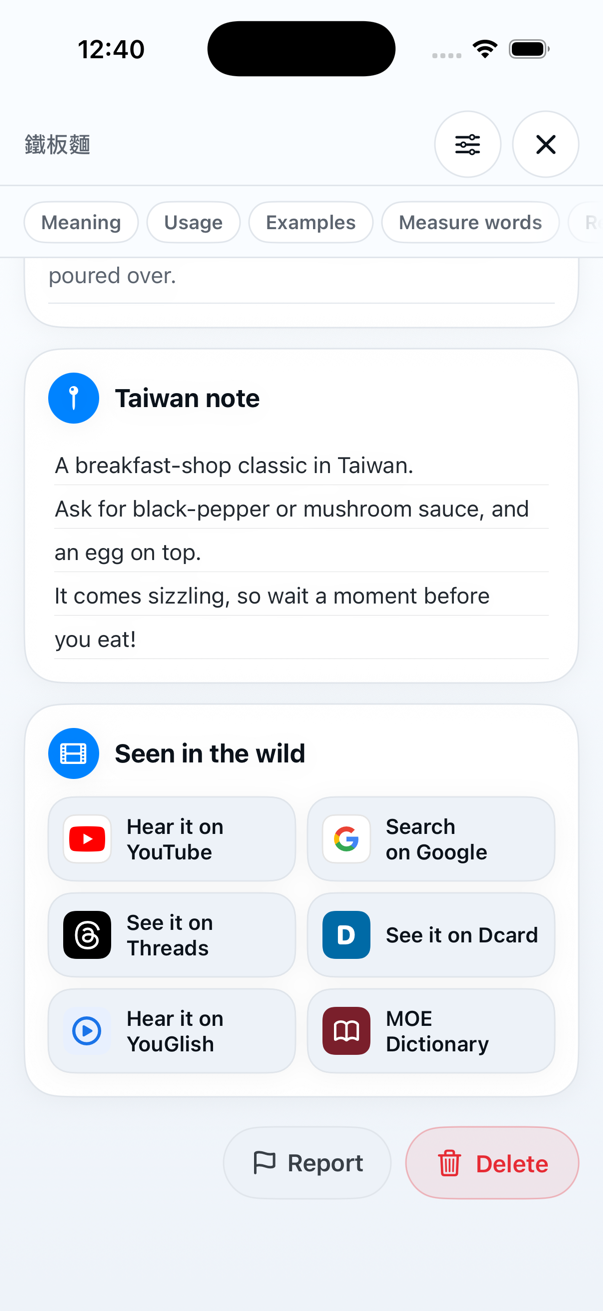 12:40
鐵板麵
Meaning
Usage
Examples
Measure words
poured over.
Taiwan note
A breakfast-shop classic in Taiwan.
Ask for black-pepper or mushroom sauce, and
an egg on top.
It comes sizzling, so wait a moment before
you eat!
Seen in the wild
Hear it on
YouTube
Search
on Google
See it on
Threads
D
See it on Dcard
Hear it on
YouGlish
MOE
Dictionary
Report
Delete